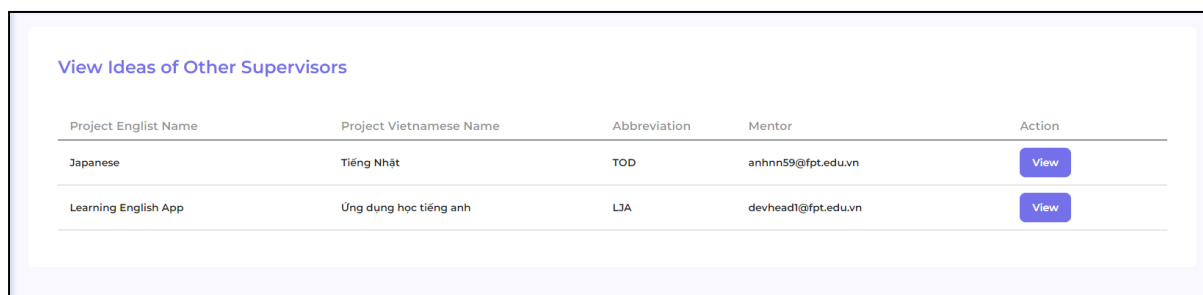 View Ideas of Other Supervisors
Project Englist Name Project Vietnamese Name Abbreviation Mentor Action
Japanese Tiếng Nhật TOD anhnn59@fpt.edu.vn View
Learning English App Ứng dụng học tiếng anh LJA devhead1@fpt.edu.vn View